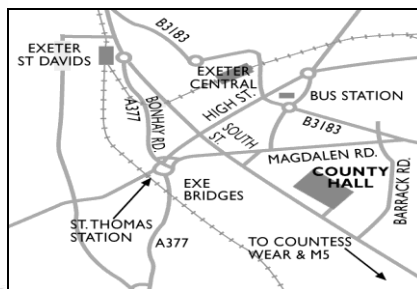 B3183
EXETER
ST DAVIDS
EXETER
CENTRAL
A377
BONHAY RD.
HIGH ST.
BUS STATION
SOUTH
ST.
B3183
MAGDALEN RD.
COUNTY
HALL
BARRACK RD.
EXE
BRIDGES
ST. THOMAS
STATION
A377
TO COUNTESS
WEAR & M5